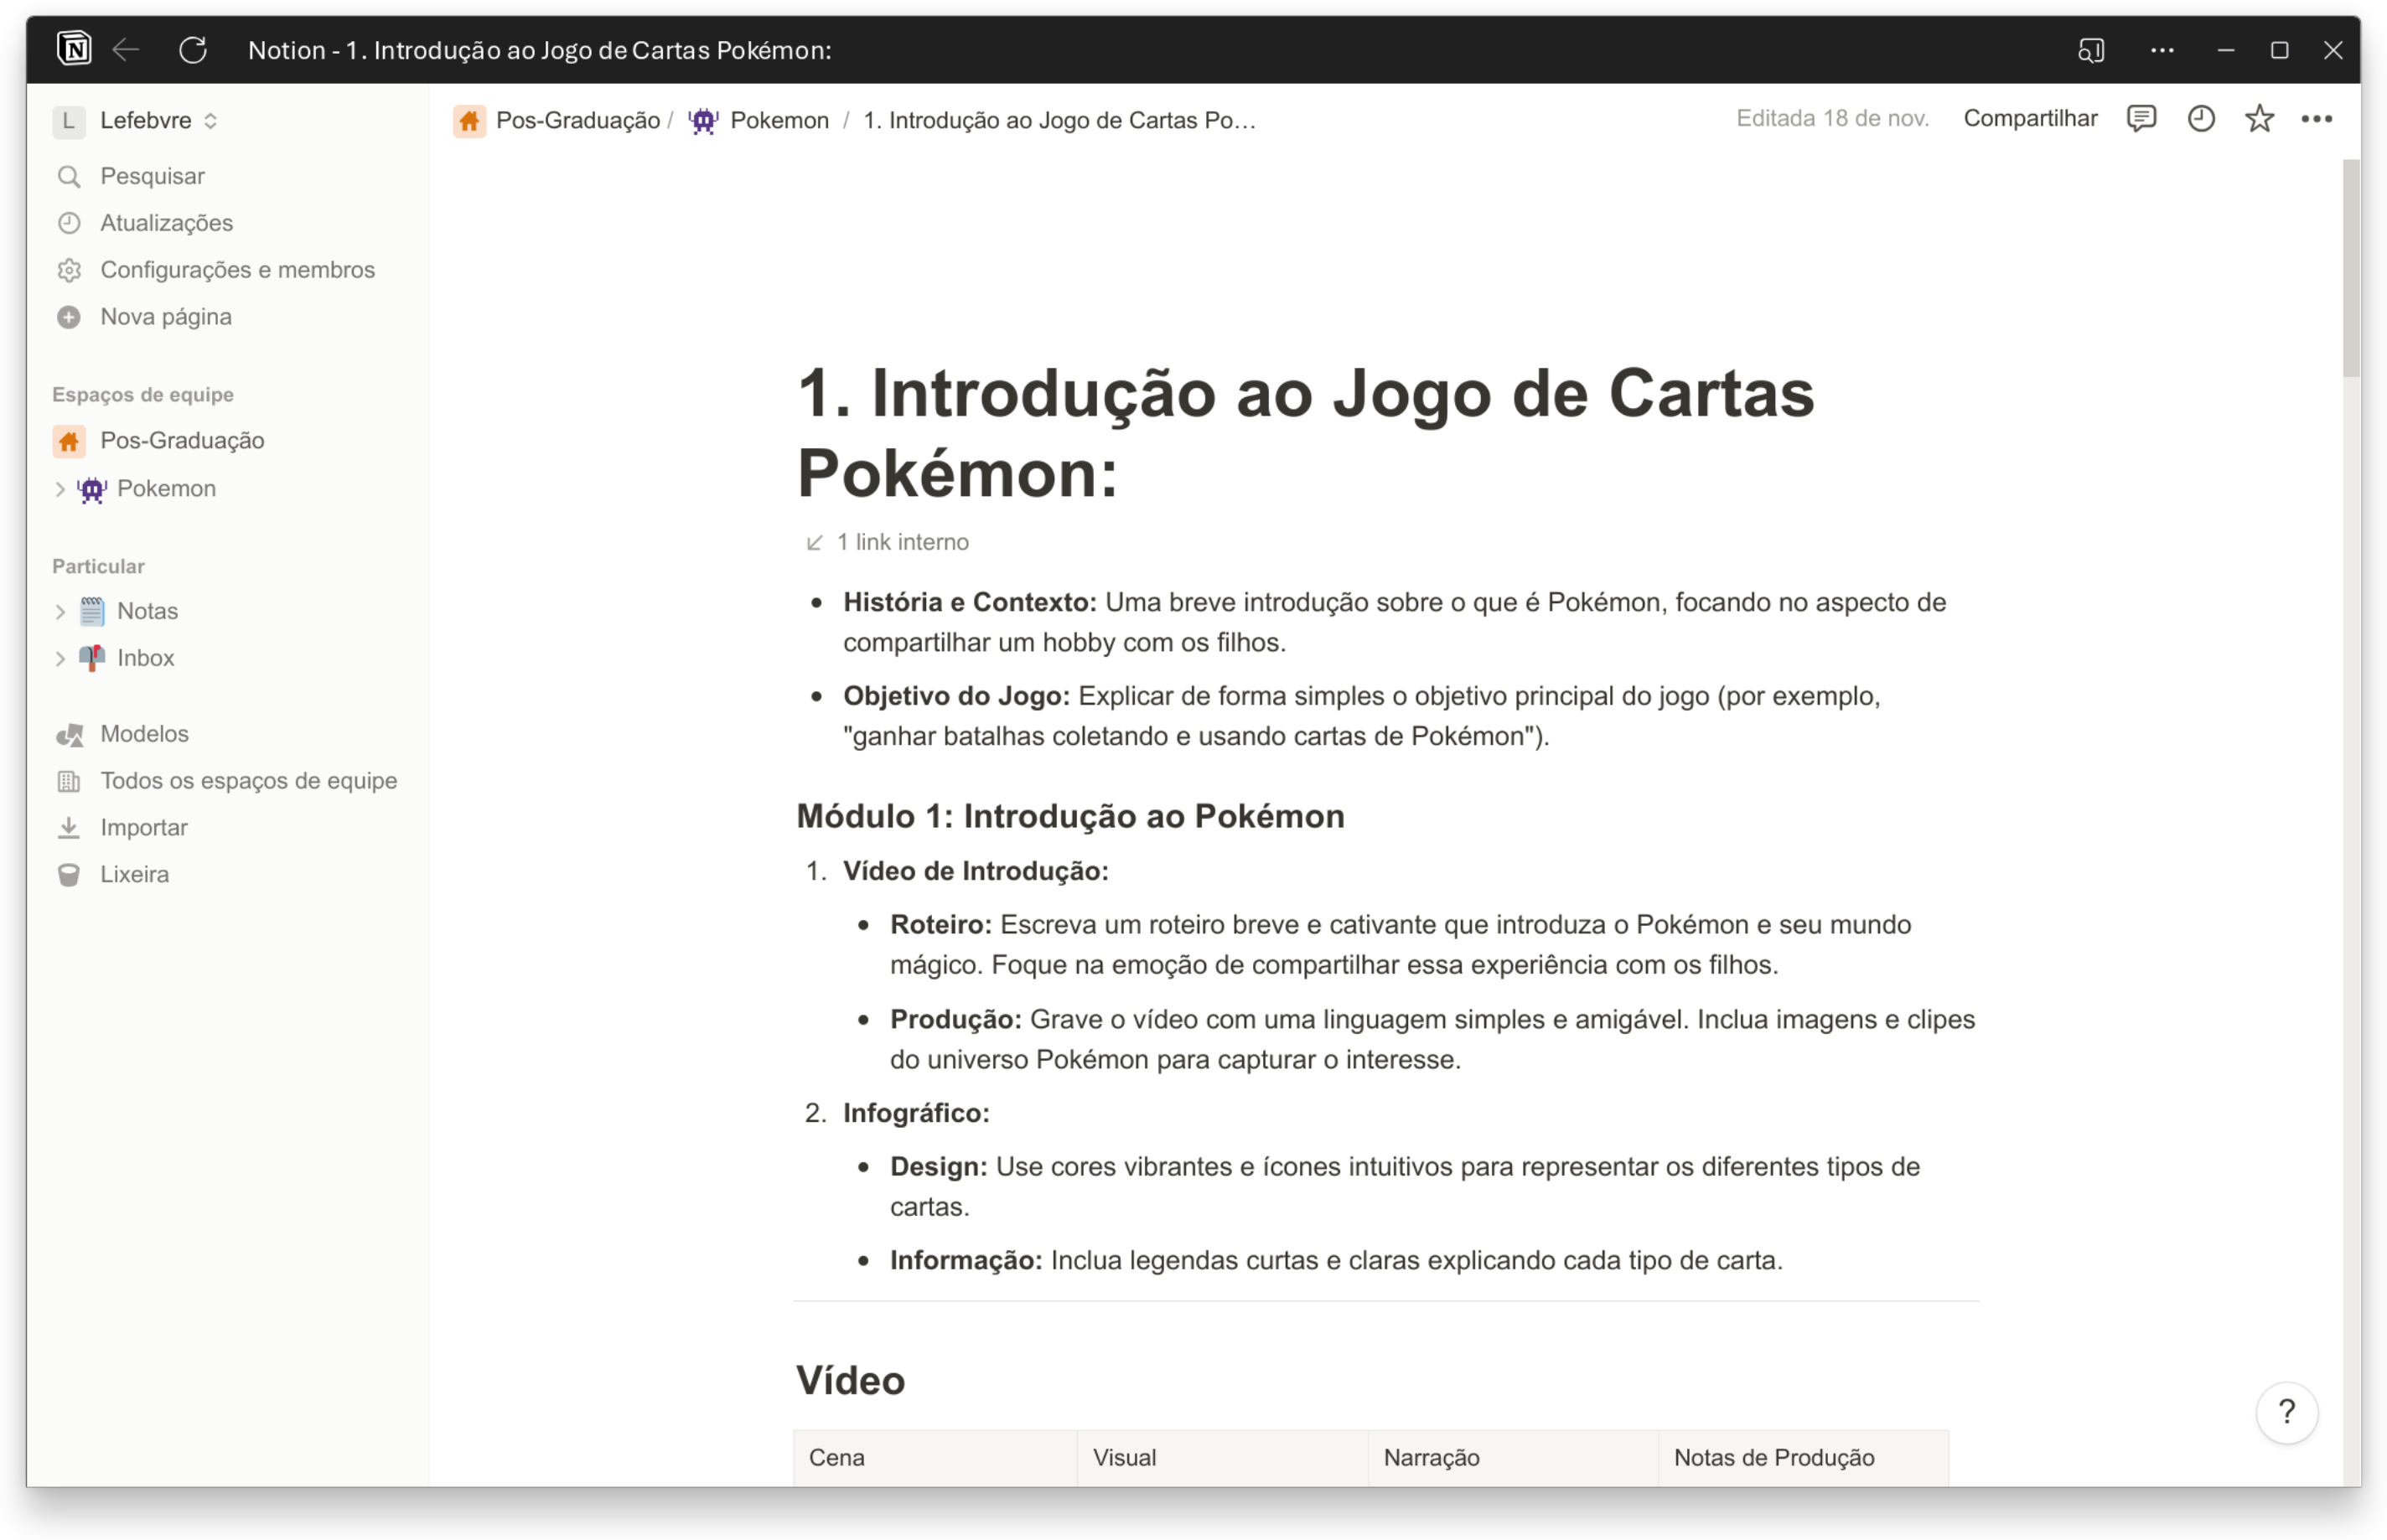 Notion - 1. Introdução ao Jogo de Cartas Pokémon:
L Lefebvre
Pesquisar
Atualizações
Configurações e membros
Nova página
Espaços de equipe
Pos-Graduação
Pokemon
Particular
Notas
Inbox
Modelos
Todos os espaços de equipe
Importar
Lixeira
Pos-Graduação / Pokemon / 1. Introdução ao Jogo de Cartas Po…
Editada 18 de nov. Compartilhar
1. Introdução ao Jogo de Cartas
Pokémon:
1 link interno
• História e Contexto: Uma breve introdução sobre o que é Pokémon, focando no aspecto de
compartilhar um hobby com os filhos.
• Objetivo do Jogo: Explicar de forma simples o objetivo principal do jogo (por exemplo,
"ganhar batalhas coletando e usando cartas de Pokémon").
Módulo 1: Introdução ao Pokémon
1. Vídeo de Introdução:
• Roteiro: Escreva um roteiro breve e cativante que introduza o Pokémon e seu mundo
mágico. Foque na emoção de compartilhar essa experiência com os filhos.
• Produção: Grave o vídeo com uma linguagem simples e amigável. Inclua imagens e clipes
do universo Pokémon para capturar o interesse.
2. Infográfico:
• Design: Use cores vibrantes e ícones intuitivos para representar os diferentes tipos de
cartas.
• Informação: Inclua legendas curtas e claras explicando cada tipo de carta.
Vídeo
Cena Visual Narração Notas de Produção
?